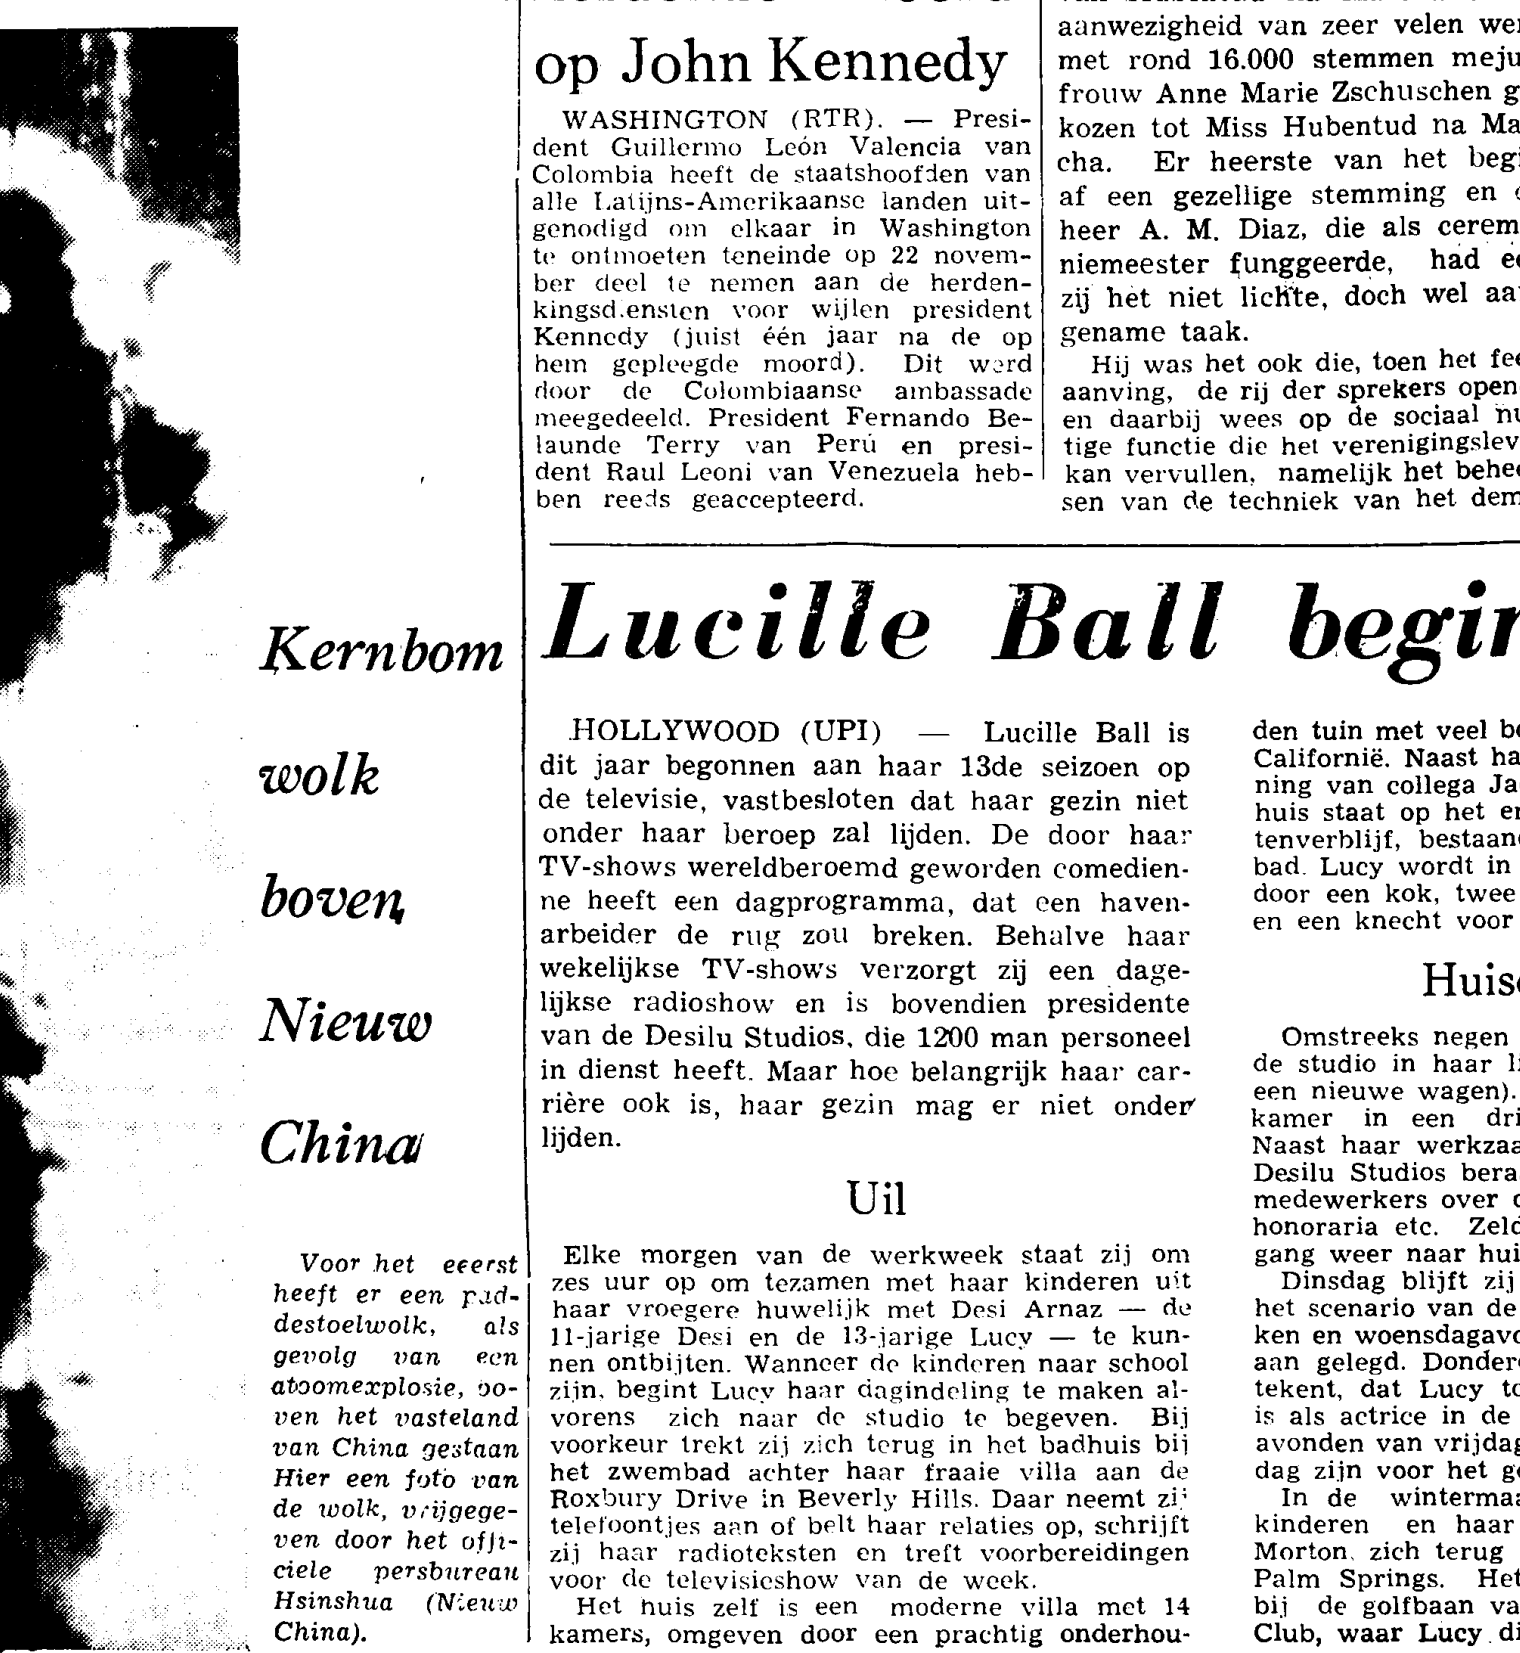 op John Kennedy
WASHINGTON (RTR). — Presi-
dent Guillermo León Valencia van
Colombia heeft de staatshoofden van
alle Latijns-Amerikaanse landen uit-
genodigd om elkaar in Washington
te ontmoeten teneinde op 22 novem-
ber deel te nemen aan de herden-
kingsd.ensten voor wijlen president
Kennedy (juist één jaar na de op
hem gepleegde moord). Dit werd
door de Colombiaanse ambassade
meegedeeld. President Fernando Be-
launde Terry van Perú en presi-
dent Raul Leoni van Venezuela heb-
ben reeds geaccepteerd.
aanwezigheid van zeer velen wer
met rond 16.000 stemmen meju
frouw Anne Marie Zschuschen g
kozen tot Miss Hubentud na Ma
cha. Er heerste van het begi
af een gezellige stemming en
heer A. M. Diaz, die als cerem
niemeester funggeerde, had e
zij het niet lichte, doch wel aa
gename taak.
Hij was het ook die, toen het fee
aanving, de rij der sprekers open
en daarbij wees op de sociaal nu
tige functie die het verenigingslev
kan vervullen, namelijk het behee
sen van de techniek van het dem
Kernbom
wolk
boven
Nieuw
China
Voor het eeerst
heeft er een pad-
destoelwolk, als
gevolg van een
atoomexplosie, bo-
ven het vasteland
van China gestaan
Hier een foto van
de wolk, vrijgege-
ven door het offi-
ciele persbureau
Hsinshua (Nieuw
China).
Lucille Ball begin
HOLLYWOOD (UPI) — Lucille Ball is
dit jaar begonnen aan haar 13de seizoen op
de televisie, vastbesloten dat haar gezin niet
onder haar beroep zal lijden. De door haar
TV-shows wereldberoemd geworden comedien-
ne heeft een dagprogramma, dat een haven-
arbeider de rug zou breken. Behalve haar
wekelijkse TV-shows verzorgt zij een dage-
lijkse radioshow en is bovendien presidente
van de Desilu Studios, die 1200 man personeel
in dienst heeft. Maar hoe belangrijk haar car-
rière ook is, haar gezin mag er niet onder
lijden.
Uil
Elke morgen van de werkweek staat zij om
zes uur op om tezamen met haar kinderen uit
haar vroegere huwelijk met Desi Arnaz — de
11-jarige Desi en de 13-jarige Lucy — te kun-
nen ontbijten. Wanneer de kinderen naar school
zijn, begint Lucy haar dagindeling te maken al-
vorens zich naar de studio te begeven. Bij
voorkeur trekt zij zich terug in het badhuis bij
het zwembad achter haar fraaie villa aan de
Roxbury Drive in Beverly Hills. Daar neemt zij
telefoontjes aan of belt haar relaties op, schrijft
zij haar radioteksten en treft voorbereidingen
voor de televisieshow van de week.
Het huis zelf is een moderne villa met 14
kamers, omgeven door een prachtig onderhou-
den tuin met veel b
Californië. Naast ha
ning van collega Ja
huis staat op het er
tenverblijf, bestaan
bad. Lucy wordt in
door een kok, twee
en een knecht voor
Huis
Omstreeks negen
de studio in haar li
een nieuwe wagen).
kamer in een dri
Naast haar werkzaa
Desilu Studios bera
medewerkers over
honoraria etc. Zeld
gang weer naar hui
Dinsdag blijft zij
het scenario van de
ken en woensdagavo
aan gelegd. Donder
tekent, dat Lucy to
is als actrice in de
avonden van vrijdag
dag zijn voor het g
In de wintermaa
kinderen en haar
Morton, zich terug
Palm Springs. Het
bij de golfbaan va
Club, waar Lucy di